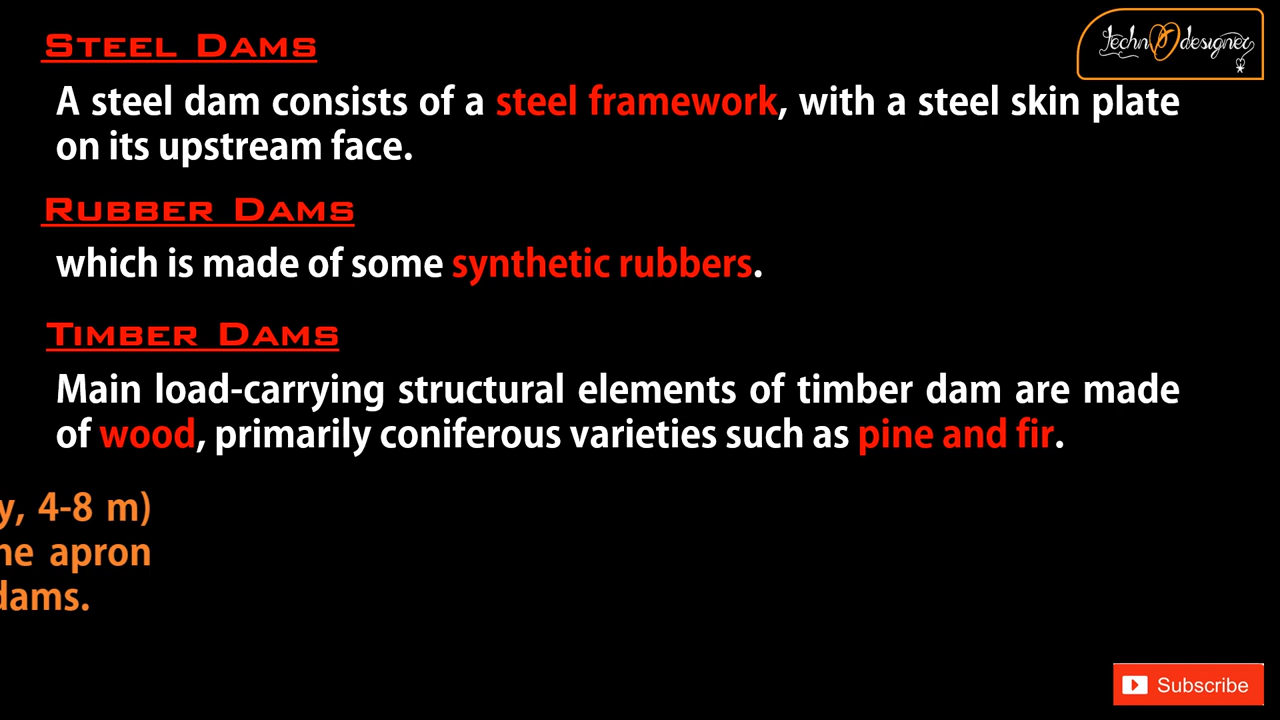 STEEL DAMS
Techno designer
A steel dam consists of a steel framework, with a steel skin plate
on its upstream face.
RUBBER DAMS
which is made of some synthetic rubbers.
TIMBER DAMS
Main load-carrying structural elements of timber dam are made
of wood, primarily coniferous varieties such as pine and fir.
y, 4-8 m)
ne apron
dams.
Subscribe